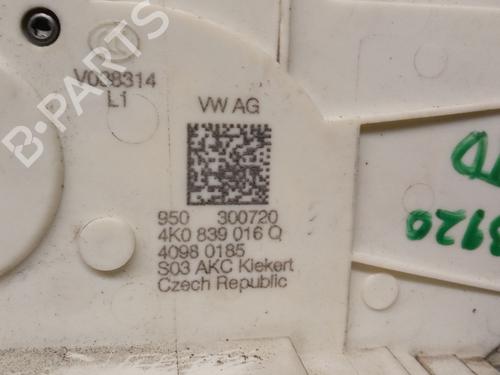 V038314
L1
VW AG
950 300720
4K0 839 016 Q
4098 0185
S03 AKC Kiekert
Czech Republic
B-PARTS